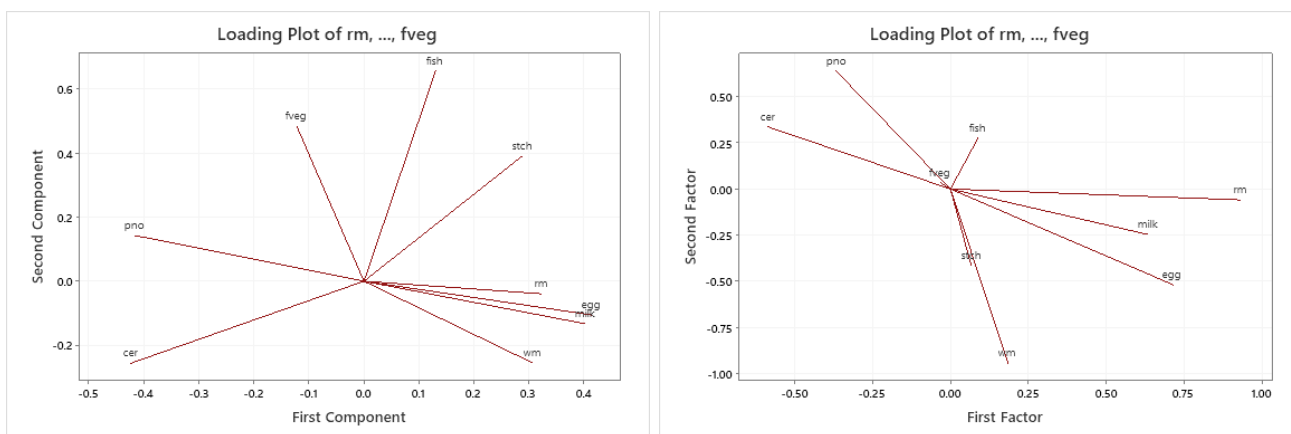 Loading Plot of rm, ..., fveg
fish
0.6
fveg
0.4
stch
Second Component
0.2
pno
0.0
rm
egg
milk
-0.2
cer
wm
-0.5 -0.4 -0.3 -0.2 -0.1 0.0 0.1 0.2 0.3 0.4
First Component
Loading Plot of rm, ..., fveg
pno
0.50
cer
fish
0.25
fveg
0.00
rm
Second Factor
milk
-0.25
stch
egg
-0.50
-0.75
wm
-1.00
-0.50 -0.25 0.00 0.25 0.50 0.75 1.00
First Factor